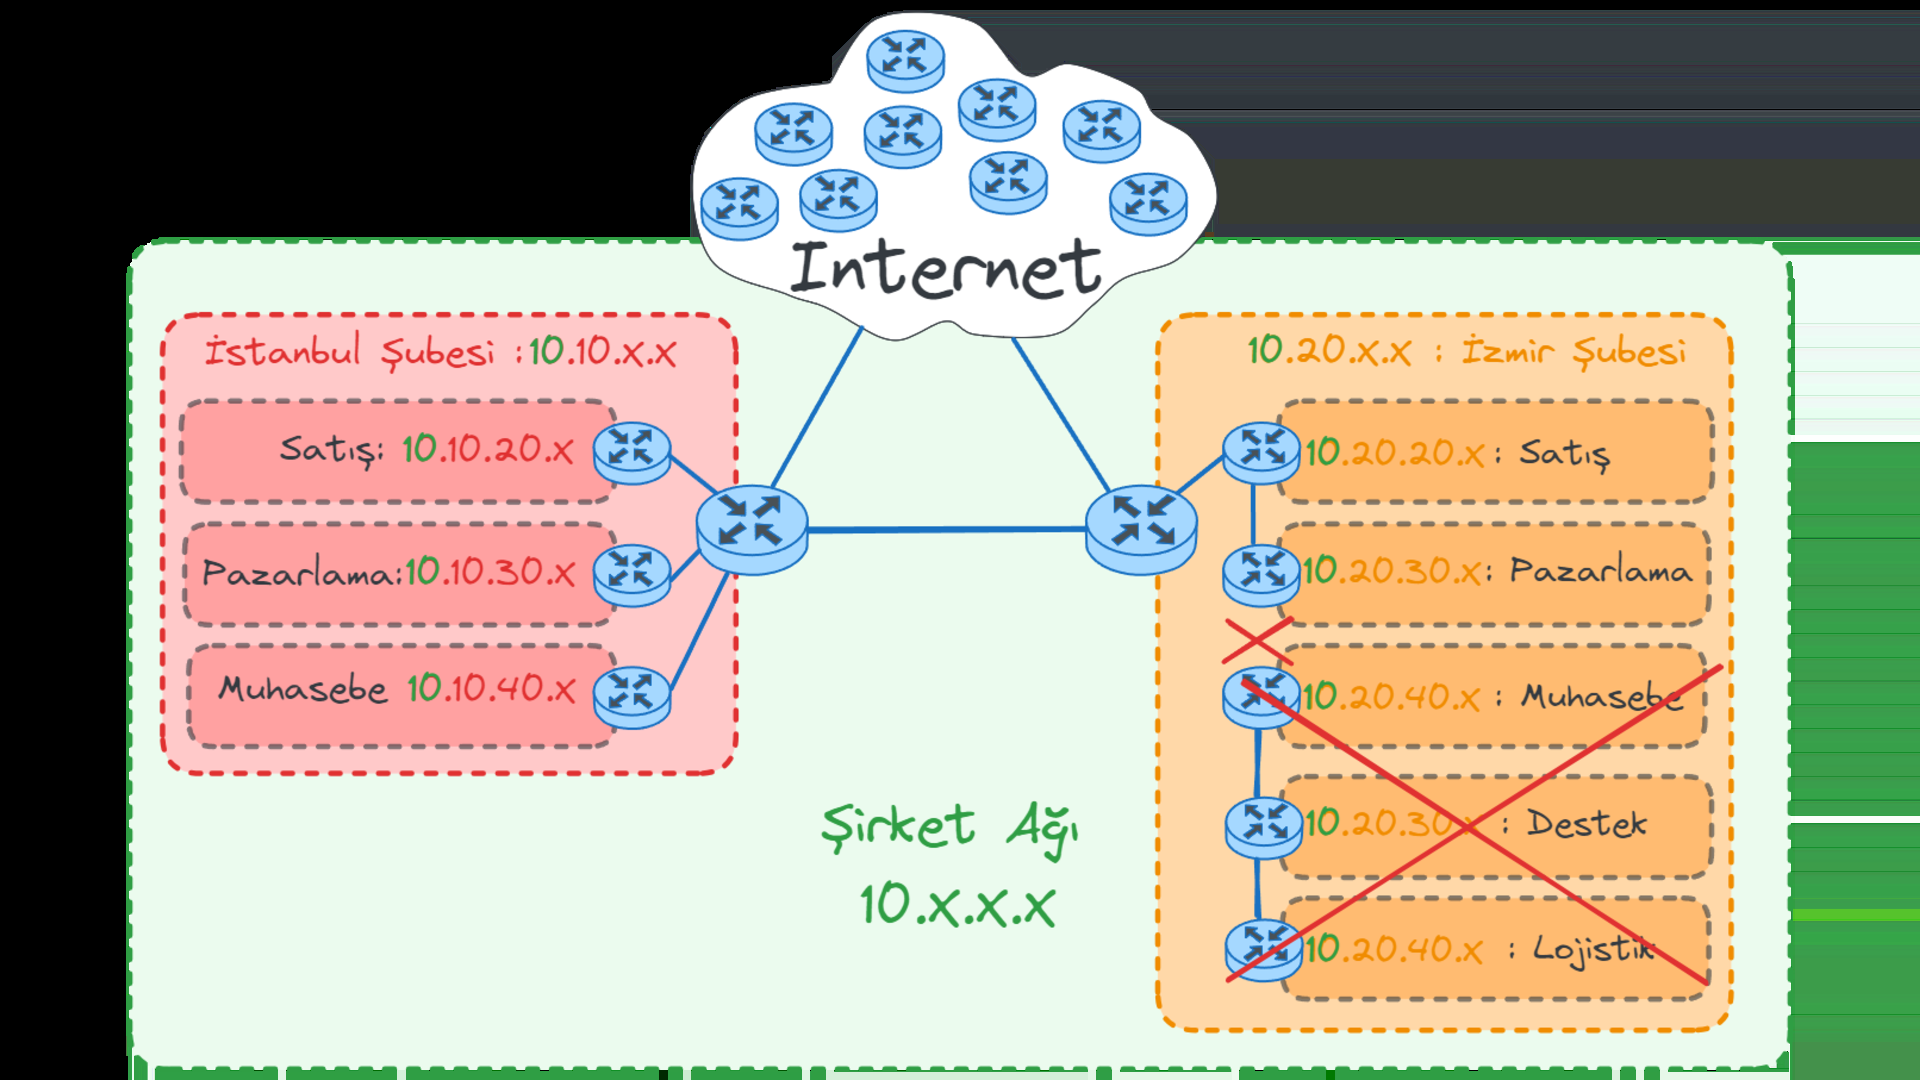 Internet
İstanbul Şubesi :10.10.x.x
Satış: 10.10.20.x
Pazarlama:10.10.30.x
Muhasebe 10.10.40.x
10.20.x.x : İzmir Şubesi
10.20.20.x : Satış
10.20.30.x: Pazarlama
10.20.40.x : Muhasebe
10.20.30.x : Destek
10.20.40.x : Lojistik
Şirket Ağı
10.x.x.x